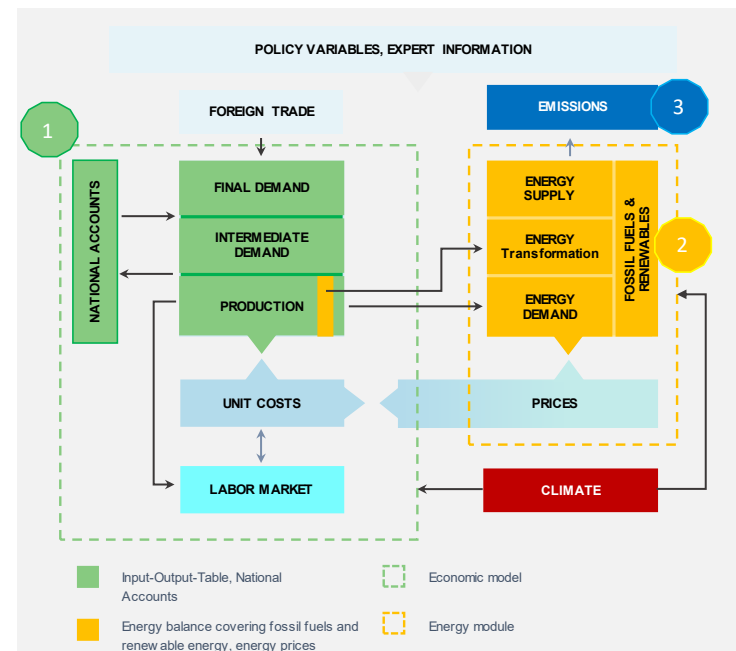 POLICY VARIABLES, EXPERT INFORMATION
FOREIGN TRADE
EMISSIONS
3
1
NATIONAL ACCOUNTS
FINAL DEMAND
INTERMEDIATE
DEMAND
PRODUCTION
ENERGY
SUPPLY
ENERGY
Transformation
ENERGY
DEMAND
FOSSIL FUELS &
RENEWABLES
2
UNIT COSTS
PRICES
LABOR MARKET
CLIMATE
Input-Output-Table, National
Accounts
Economic model
Energy balance covering fossil fuels and
renewable energy, energy prices
Energy module